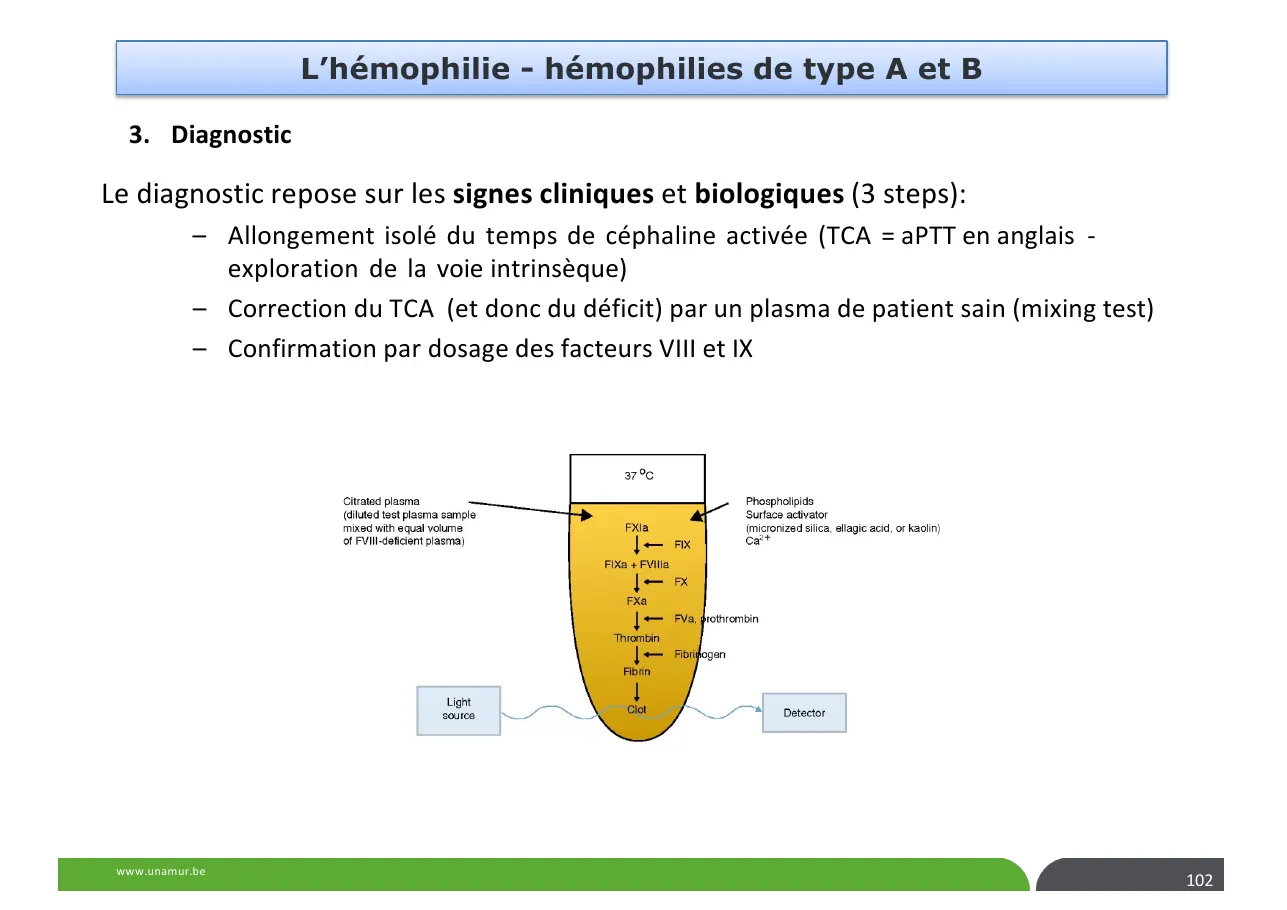 L’hémophilie - hémophilies de type A et B
3. Diagnostic
Le diagnostic repose sur les signes cliniques et biologiques (3 steps):
– Allongement isolé du temps de céphaline activée (TCA = aPTT en anglais -
exploration de la voie intrinsèque)
– Correction du TCA (et donc du déficit) par un plasma de patient sain (mixing test)
– Confirmation par dosage des facteurs VIII et IX
37 °C
Citrated plasma
(diluted test plasma sample
mixed with equal volume
of FVIII-deficient plasma)
Phospholipids
Surface activator
(micronized silica, ellagic acid, or kaolin)
Ca2+
FXIa
FIX
FIXa + FVIIIa
FX
FXa
FVa, prothrombin
Thrombin
Fibrinogen
Fibrin
Clot
Light
source
Detector
www.unamur.be
102